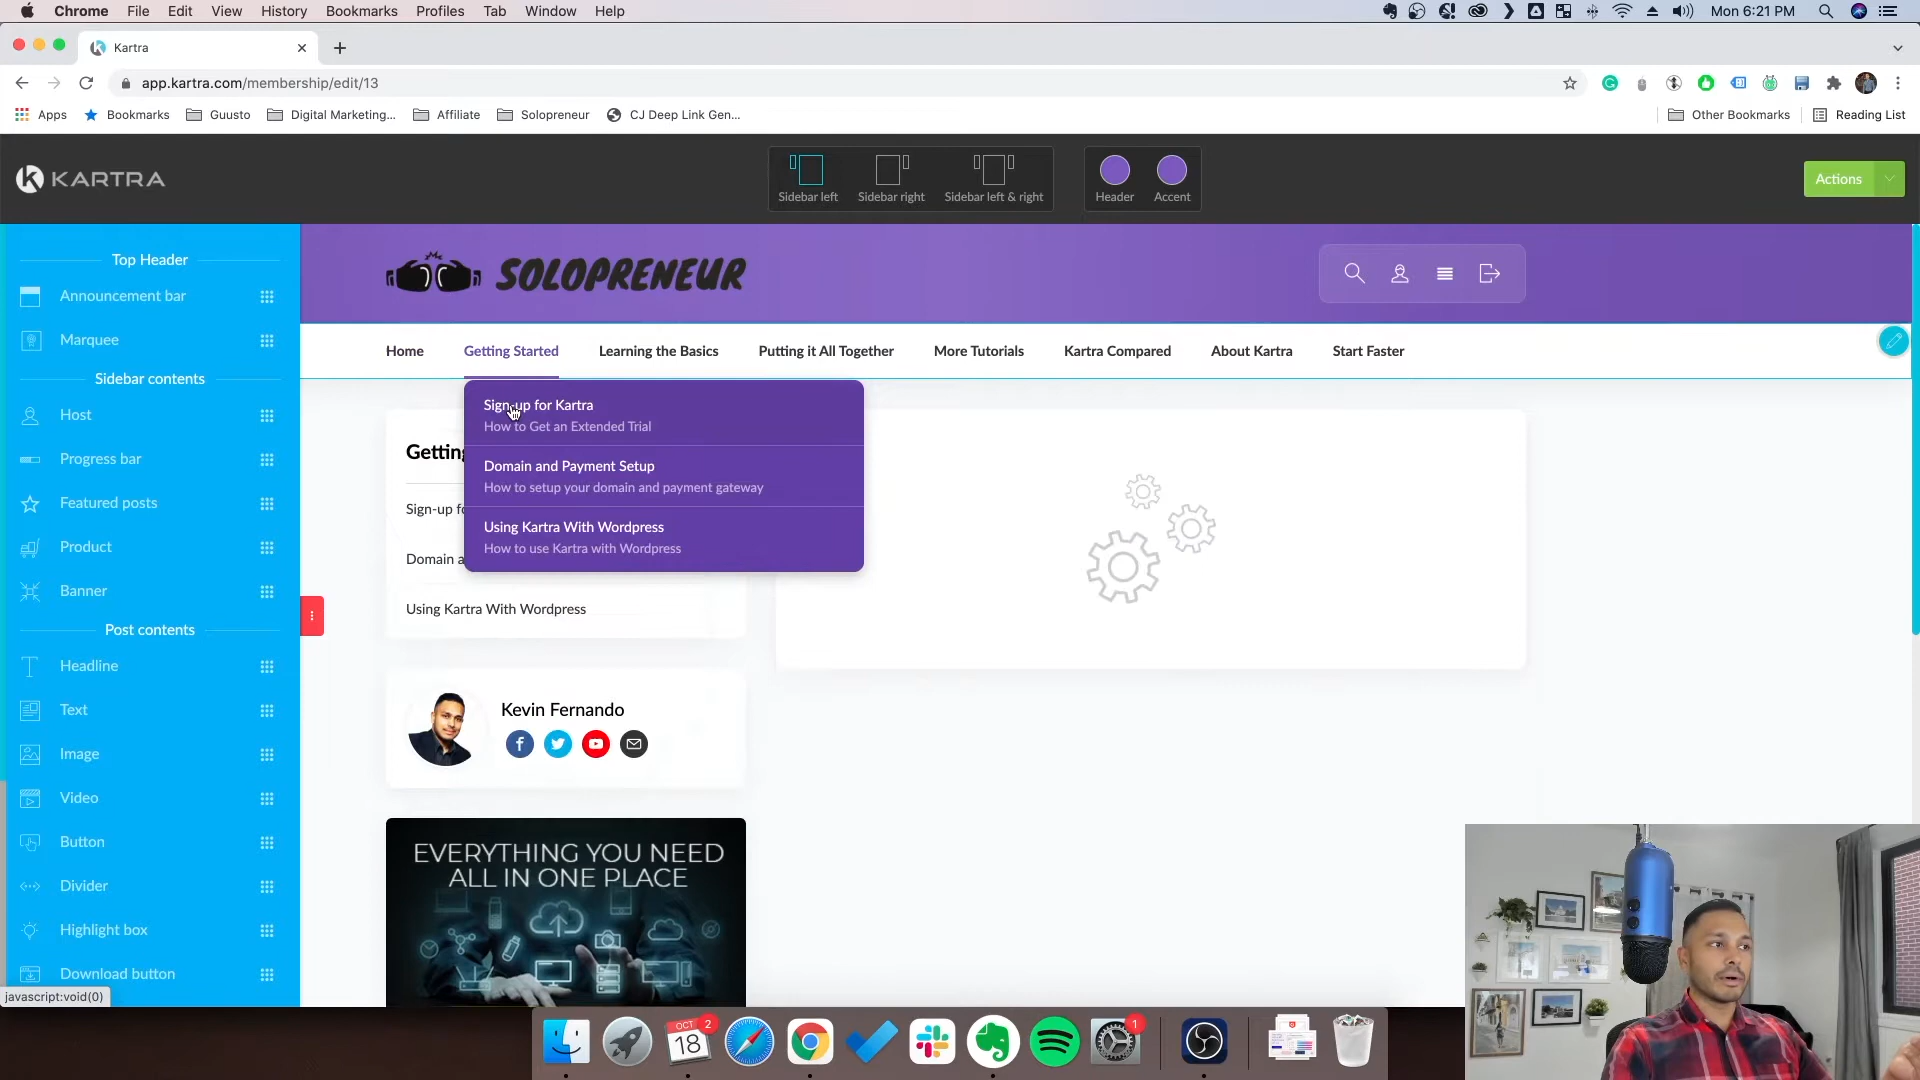 Chrome File Edit View History Bookmarks Profiles Tab Window Help
Mon 6:21 PM
Kartra
app.kartra.com/membership/edit/13
Apps Bookmarks Guusto Digital Marketing... Affiliate Solopreneur CJ Deep Link Gen... Other Bookmarks Reading List
KARTRA
Sidebar left Sidebar right Sidebar left & right Header Accent
Actions
Top Header
Announcement bar
Marquee
Sidebar contents
Host
Progress bar
Featured posts
Product
Banner
Post contents
Headline
Text
Image
Video
Button
Divider
Highlight box
Download button
javascript:void(0)
SOLOPRENEUR
Home Getting Started Learning the Basics Putting it All Together More Tutorials Kartra Compared About Kartra Start Faster
Sign-up for Kartra
How to Get an Extended Trial
Domain and Payment Setup
How to setup your domain and payment gateway
Using Kartra With Wordpress
How to use Kartra with Wordpress
Getting
Sign-up fo
Domain a
Using Kartra With Wordpress
Kevin Fernando
EVERYTHING YOU NEED
ALL IN ONE PLACE
OCT
18
2
1